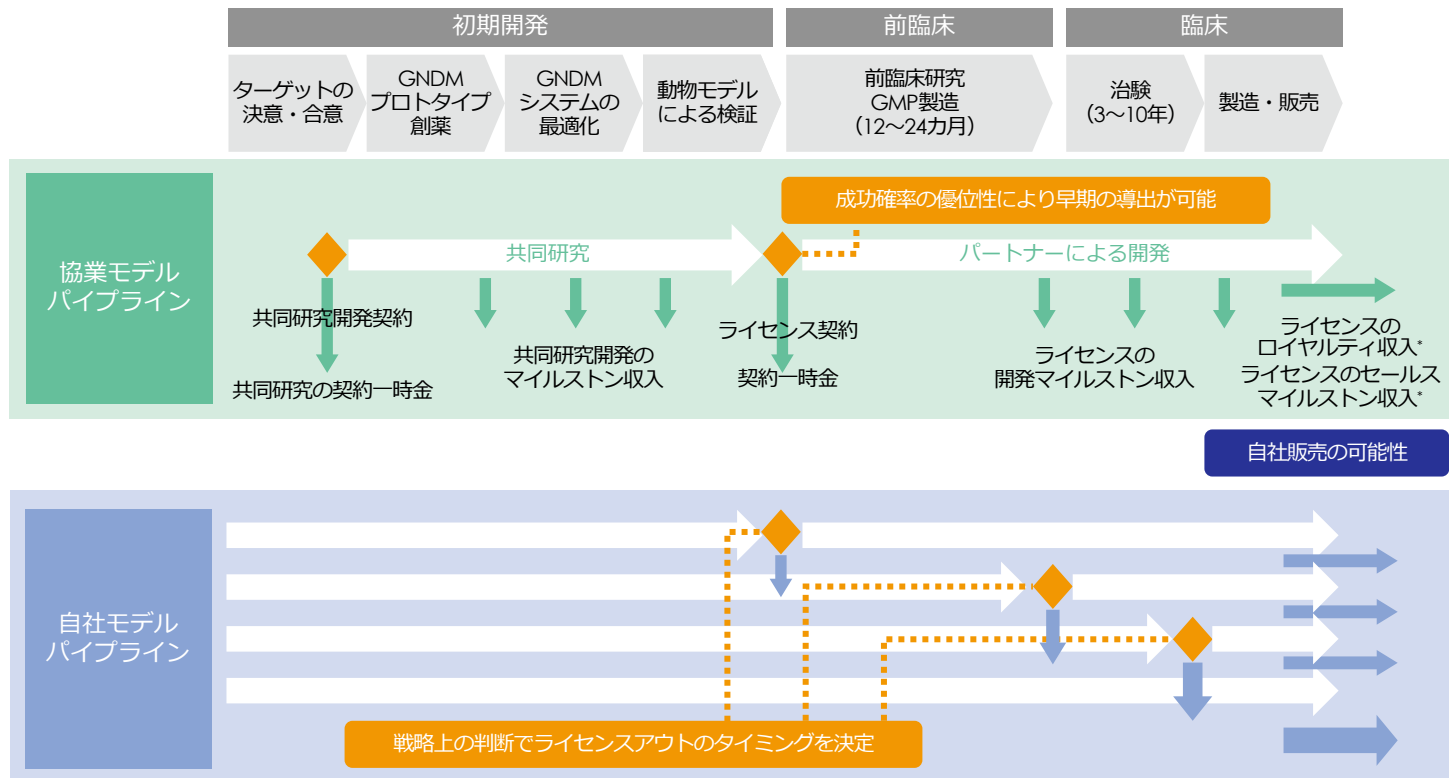 初期開発
前臨床
臨床
ターゲットの
決意・合意
GNDM
プロトタイプ
創薬
GNDM
システムの
最適化
動物モデル
による検証
前臨床研究
GMP製造
（12～24カ月）
治験
（3～10年）
製造・販売
成功確率の優位性により早期の導出が可能
協業モデル
パイプライン
共同研究
パートナーによる開発
共同研究開発契約
共同研究の契約一時金
共同研究開発の
マイルストン収入
ライセンス契約
契約一時金
ライセンスの
開発マイルストン収入
ライセンスの
ロイヤルティ収入*
ライセンスのセールス
マイルストン収入*
自社販売の可能性
自社モデル
パイプライン
戦略上の判断でライセンスアウトのタイミングを決定